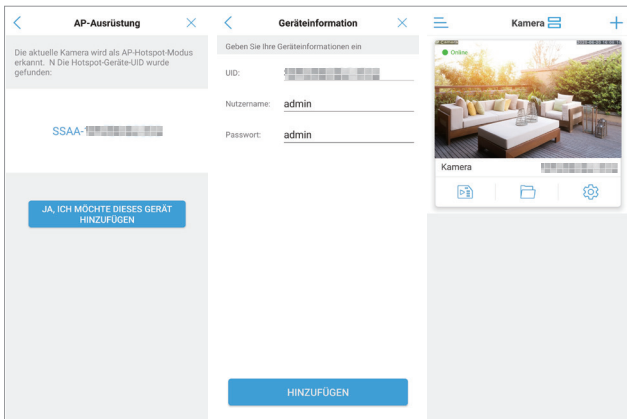 AP-Ausrüstung
Die aktuelle Kamera wird als AP-Hotspot-Modus
erkannt. N Die Hotspot-Geräte-UID wurde
gefunden:
SSAA-
JA, ICH MÖCHTE DIESES GERÄT
HINZUFÜGEN
Geräteinformation
Geben Sie Ihre Geräteinformationen ein
UID:
Nutzername: admin
Passwort: admin
HINZUFÜGEN
Kamera
Online
Kamera